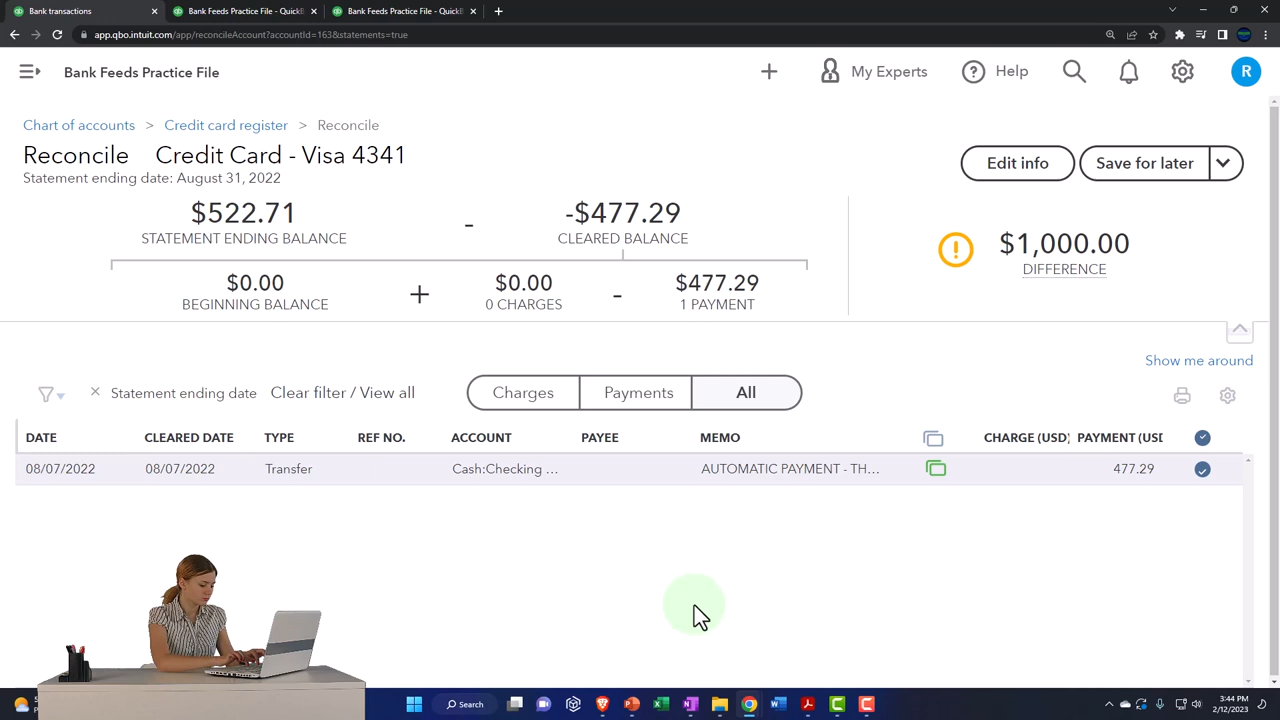 Bank transactions
Bank Feeds Practice File - QuickB
Bank Feeds Practice File - QuickB
app.qbo.intuit.com/app/reconcileAccount?accountId=163&statements=true
Bank Feeds Practice File
My Experts
Help
R
Chart of accounts > Credit card register > Reconcile
Reconcile Credit Card - Visa 4341
Statement ending date: August 31, 2022
Edit info
Save for later
$522.71 - -$477.29
STATEMENT ENDING BALANCE CLEARED BALANCE
$1,000.00
DIFFERENCE
$0.00 + $0.00 - $477.29
BEGINNING BALANCE 0 CHARGES 1 PAYMENT
Show me around
Statement ending date Clear filter / View all
Charges Payments All
DATE CLEARED DATE TYPE REF NO. ACCOUNT PAYEE MEMO CHARGE (USD) PAYMENT (USD
08/07/2022 08/07/2022 Transfer Cash:Checking ... AUTOMATIC PAYMENT - TH... 477.29
Search
3:44 PM
2/12/2023